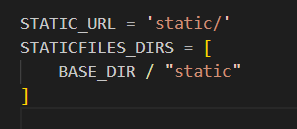 STATIC_URL = 'static/'
STATICFILES_DIRS = [
    BASE_DIR / "static"
]